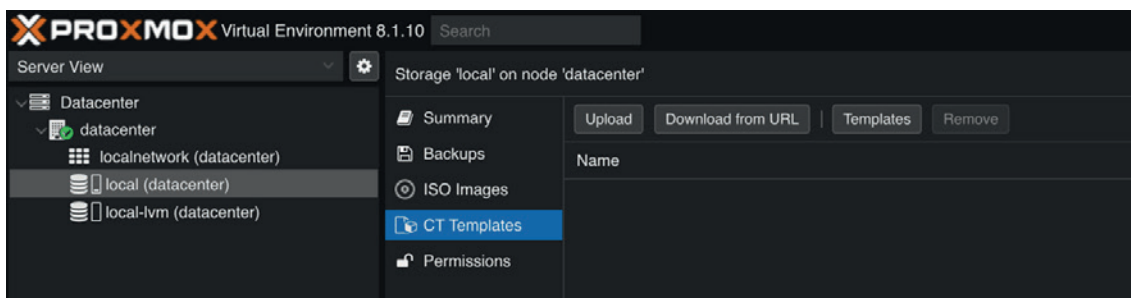 PROXMOX Virtual Environment 8.1.10 Search
Server View
Storage 'local' on node 'datacenter'
Datacenter
datacenter
localnetwork (datacenter)
local (datacenter)
local-lvm (datacenter)
Summary
Backups
ISO Images
CT Templates
Permissions
Upload Download from URL Templates Remove
Name